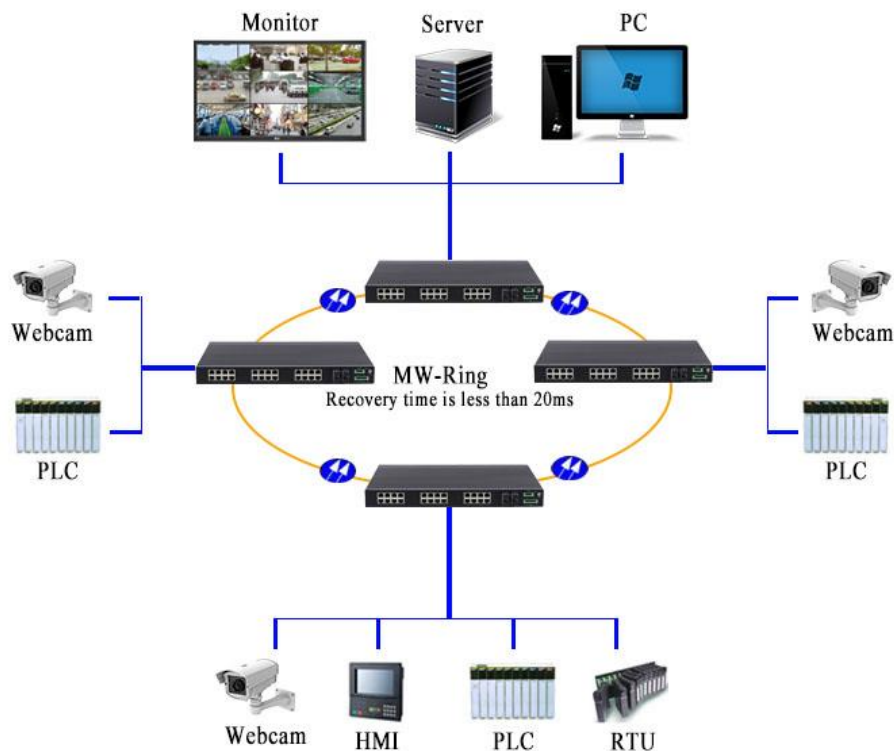 Monitor
Server
PC
Webcam
Webcam
MW-Ring
Recovery time is less than 20ms
PLC
PLC
Webcam
HMI
PLC
RTU